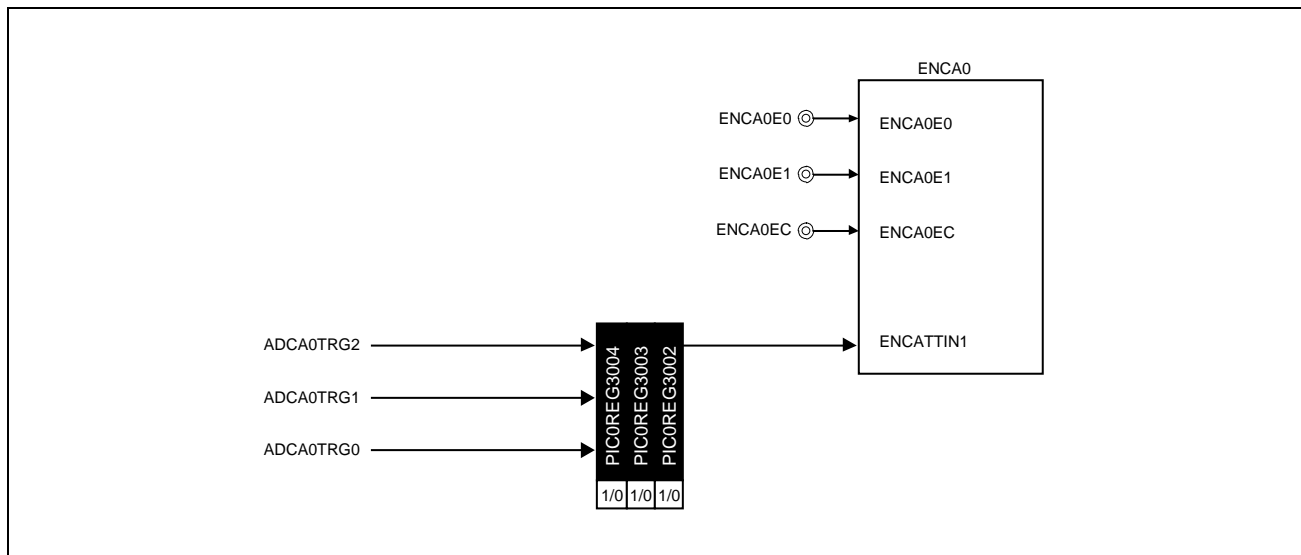 ENCA0
ENCA0E0
ENCA0E0
ENCA0E1
ENCA0E1
ENCA0EC
ENCA0EC
ADCA0TRG2
ENCATTIN1
ADCA0TRG1
ADCA0TRG0
PIC0REG3004
PIC0REG3003
PIC0REG3002
1/0 1/0 1/0